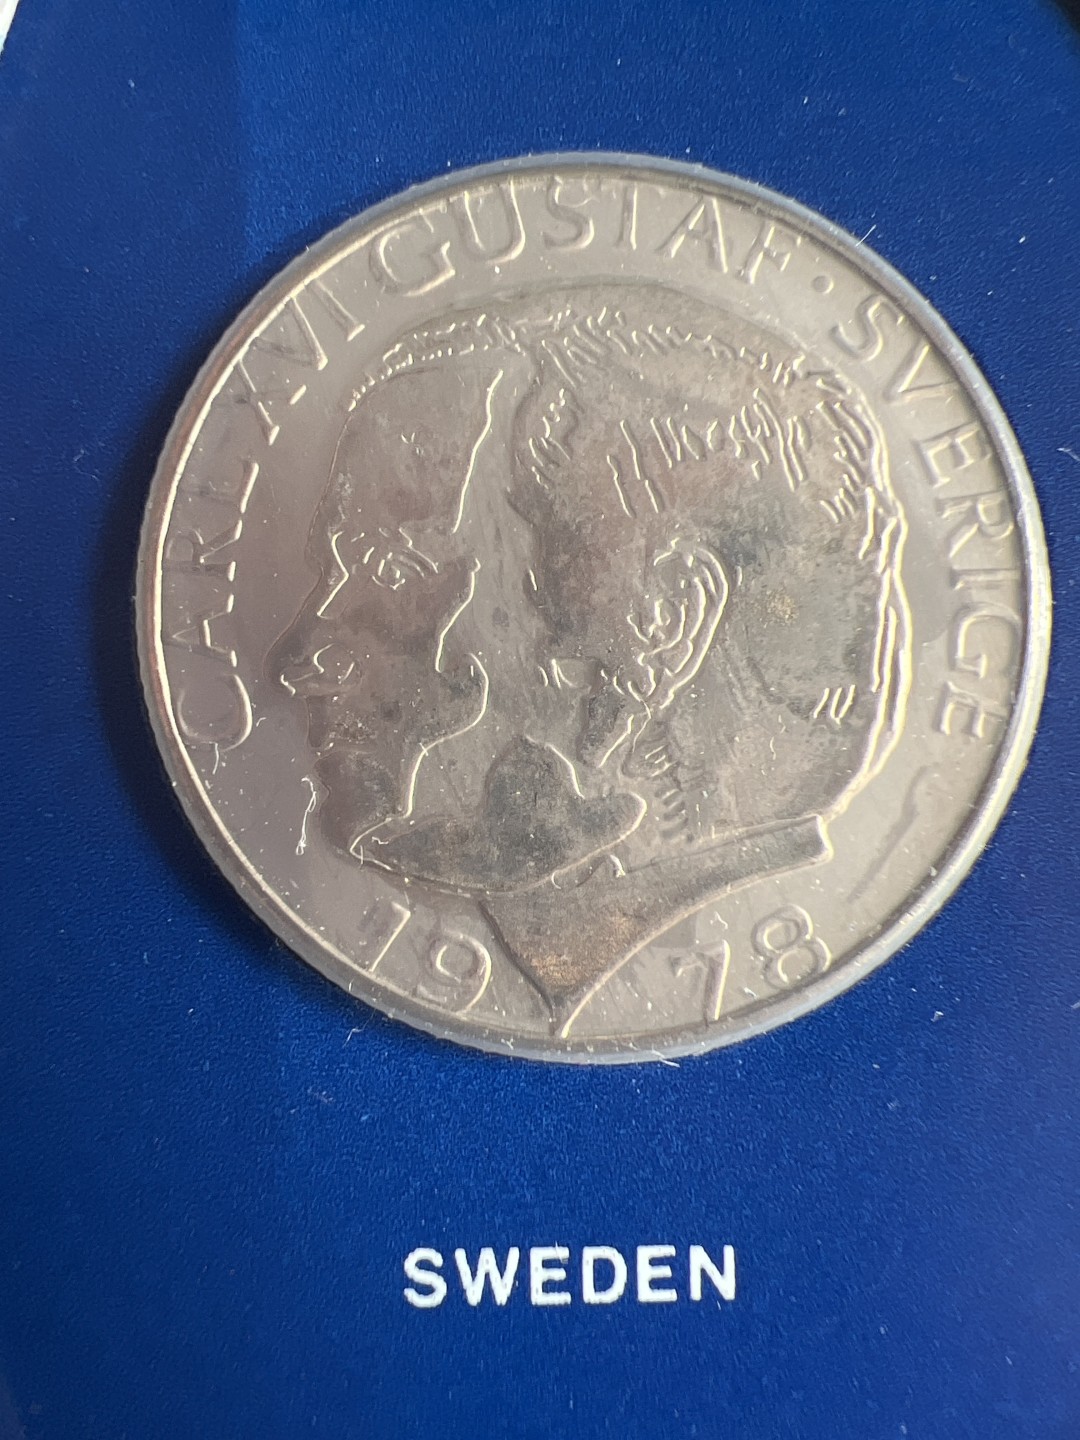 CARL XVI GUSTAF · SVERIGE
1978
SWEDEN